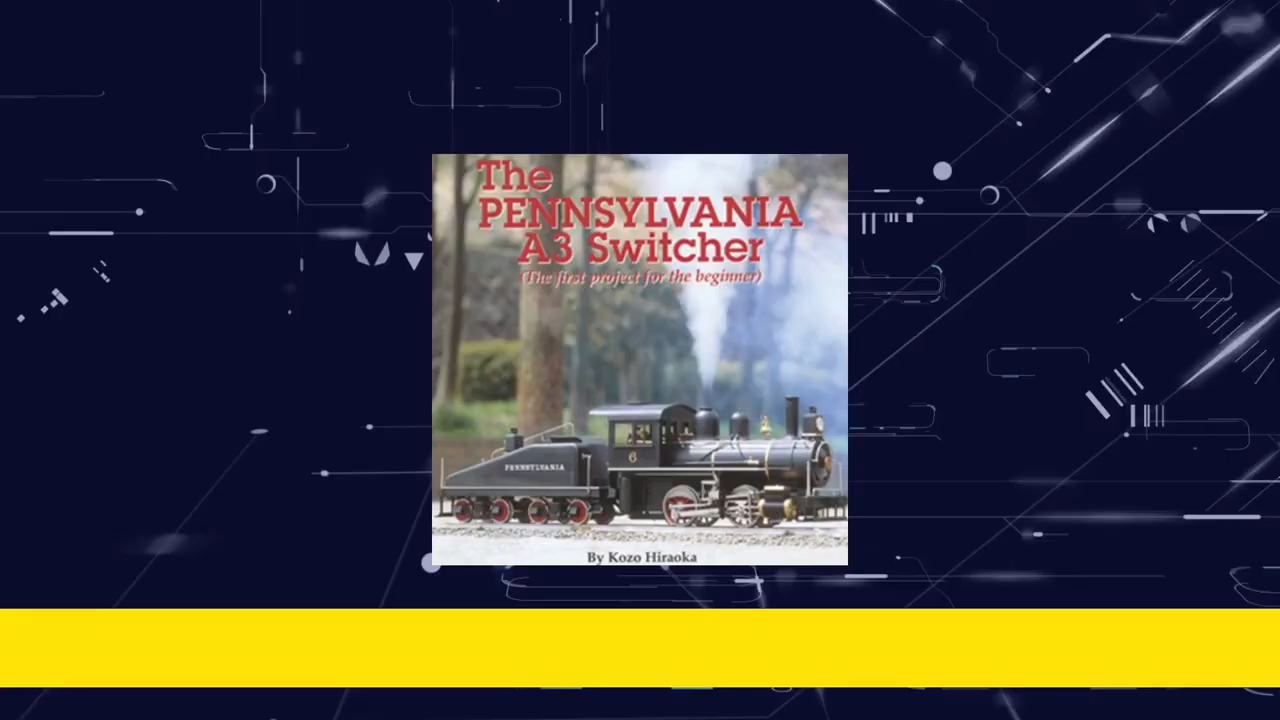 The
PENNSYLVANIA
A3 Switcher
(The first project for the beginner)
6
PENNSYLVANIA
By Kozo Hiraoka